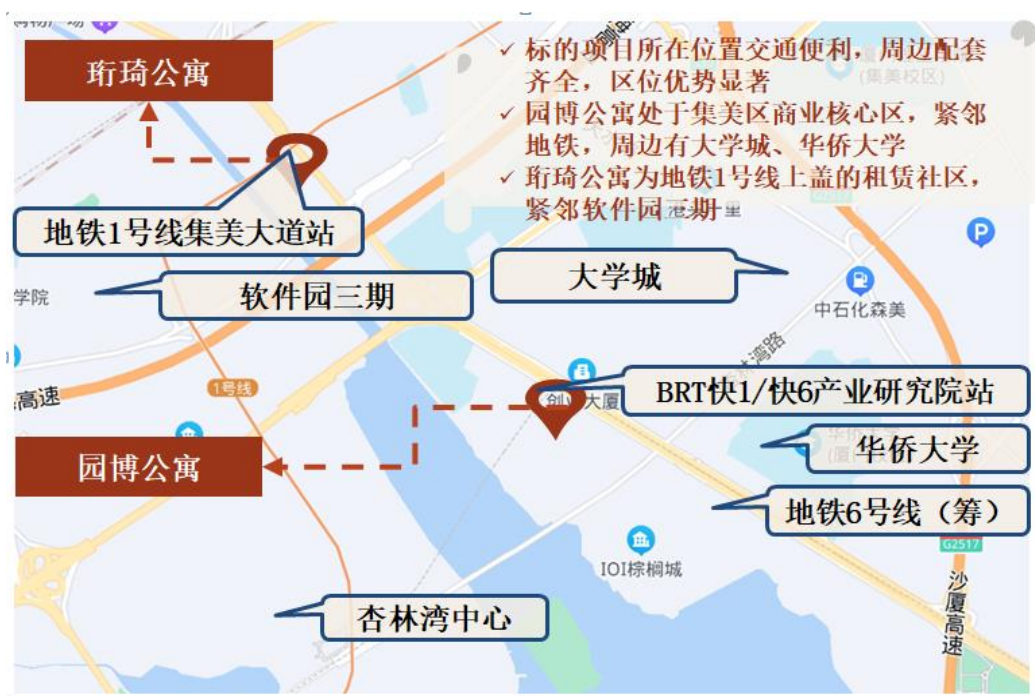 珩琦公寓
✓ 标的项目所在位置交通便利，周边配套
齐全，区位优势显著
(集美校区)
✓ 园博公寓处于集美区商业核心区，紧邻
地铁，周边有大学城、华侨大学
✓ 珩琦公寓为地铁1号线上盖的租赁社区，
紧邻软件园三期
地铁1号线集美大道站
大学城
软件园三期
学院
中石化森美
1号线
高速
BRT快1/快6产业研究院站
华侨大学
园博公寓
地铁6号线（筹）
G2517
IOI棕榈城
沙厦高速
杏林湾中心